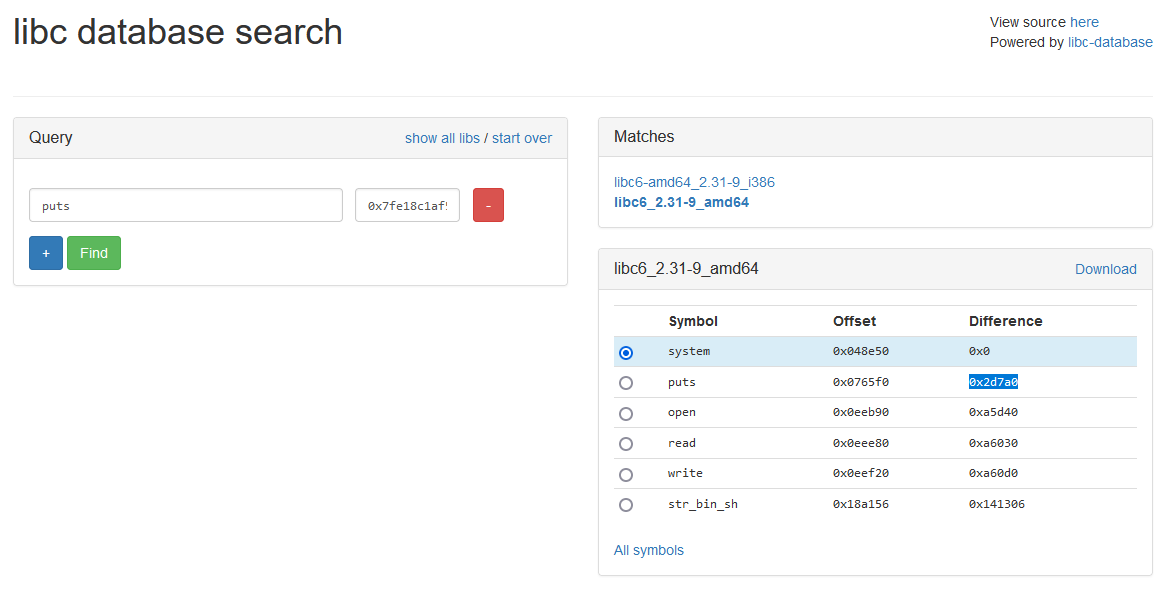 libc database search
View source here
Powered by libc-database
Query
show all libs / start over
puts
0x7fe18c1af!
-
+
Find
Matches
libc6-amd64_2.31-9_i386
libc6_2.31-9_amd64
libc6_2.31-9_amd64
Download
Symbol Offset Difference
system 0x048e50 0x0
puts 0x0765f0 0x2d7a0
open 0x0eeb90 0xa5d40
read 0x0eee80 0xa6030
write 0x0eef20 0xa60d0
str_bin_sh 0x18a156 0x141306
All symbols